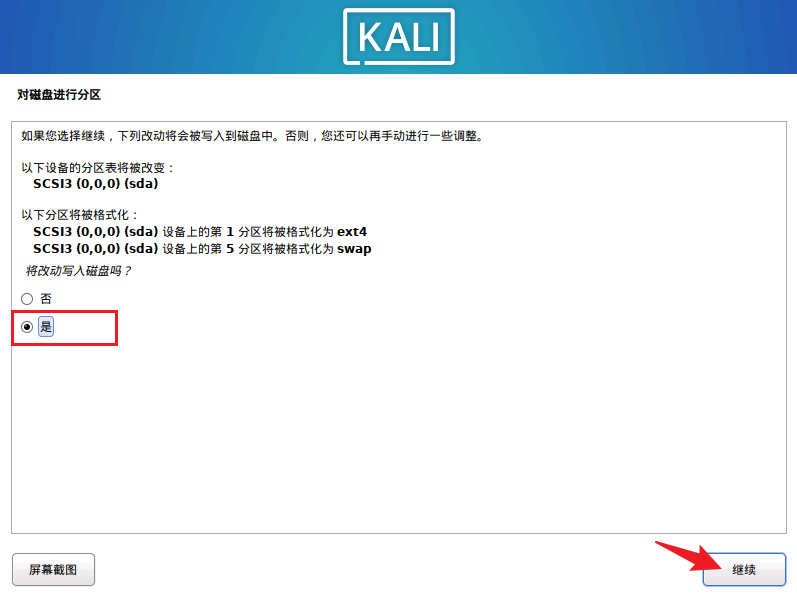 KALI
对磁盘进行分区
如果您选择继续，下列改动将会被写入到磁盘中。否则，您还可以再手动进行一些调整。
以下设备的分区表将被改变：
SCSI3 (0,0,0) (sda)
以下分区将被格式化：
SCSI3 (0,0,0) (sda) 设备上的第 1 分区将被格式化为 ext4
SCSI3 (0,0,0) (sda) 设备上的第 5 分区将被格式化为 swap
将改动写入磁盘吗？
否
是
屏幕截图
继续